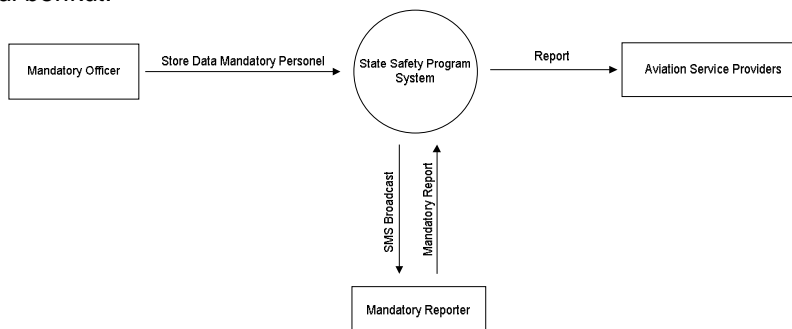 Store Data Mandatory Personel
Report
Mandatory Officer
State Safety Program
System
Aviation Service Providers
SMS Broadcast
Mandatory Report
Mandatory Reporter